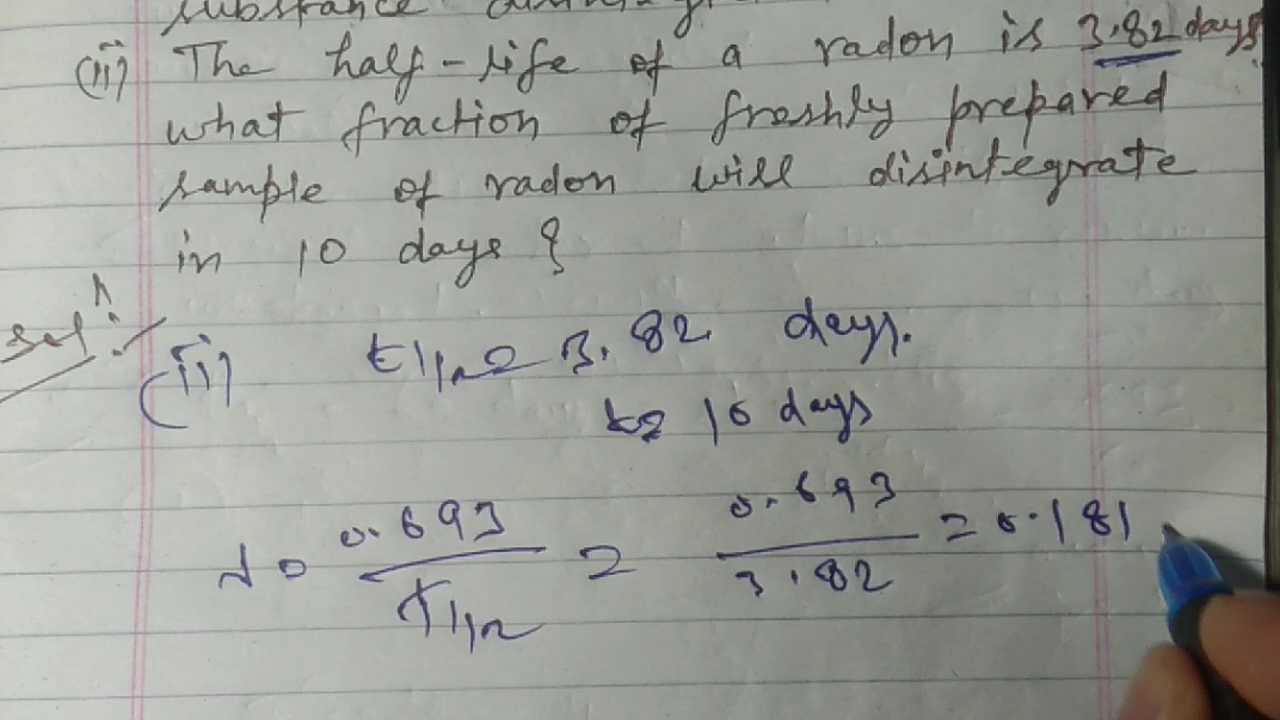 substance
(ii) The half-life of a radon is 3.82 days
what fraction of freshly prepared
sample of radon will disintegrate
in 10 days ?
Sol^n:-
(ii) t1/2 = 3.82 days.
t = 10 days
λ = 0.693 / t1/2 = 0.693 / 3.82 = 0.181